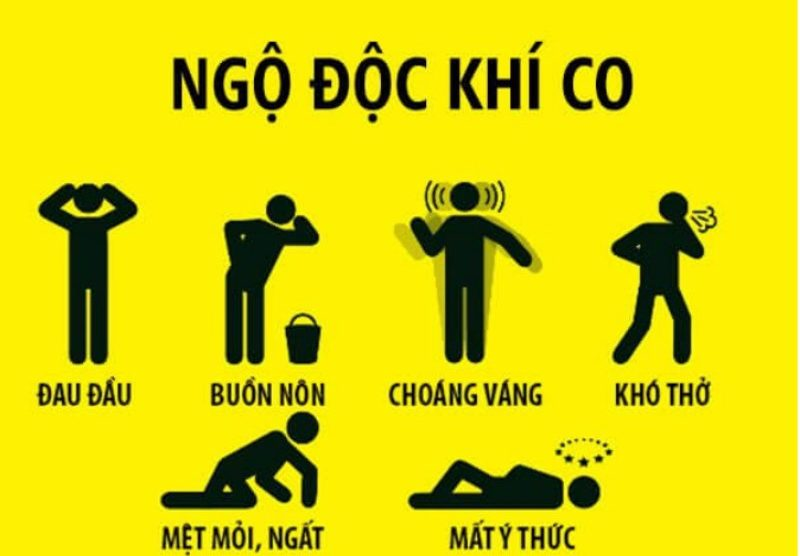 NGỘ ĐỘC KHÍ CO
ĐAU ĐẦU
BUỒN NÔN
CHOÁNG VÁNG
KHÓ THỞ
MỆT MỎI, NGẤT
MẤT Ý THỨC